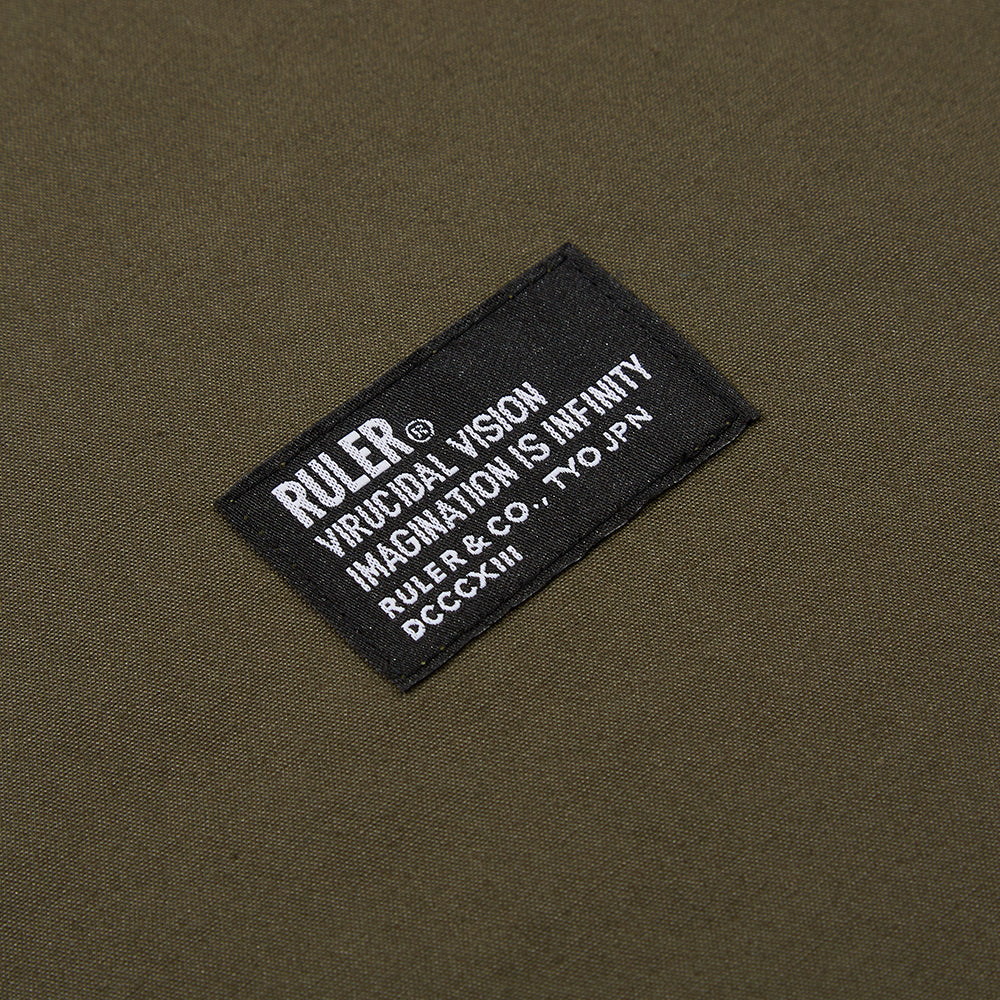 RULER®
VIRUCIDAL VISION
IMAGINATION IS INFINITY
RULER & CO., TYO JPN
DCCCXIII